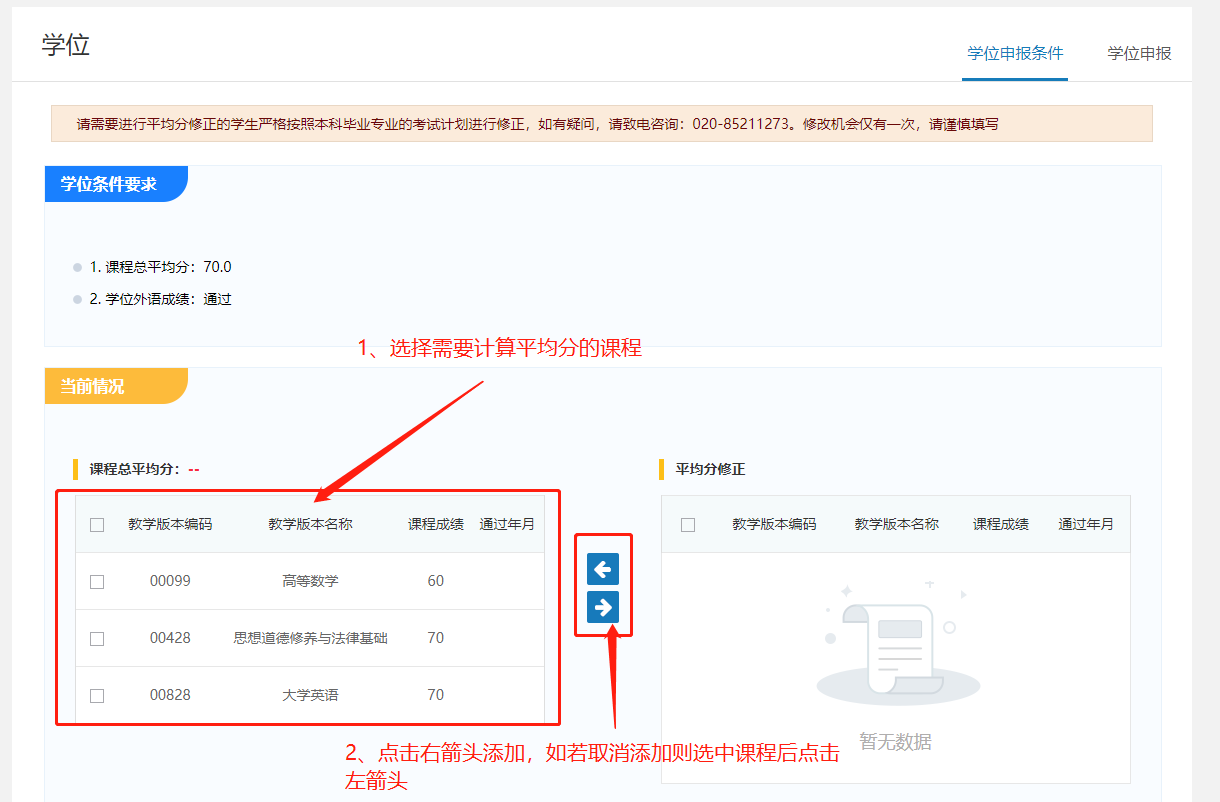 学位
学位申报条件 学位申报
请需要进行平均分修正的学生严格按照本科毕业专业的考试计划进行修正，如有疑问，请致电咨询：020-85211273。修改机会仅有一次，请谨慎填写
学位条件要求
1. 课程总平均分：70.0
2. 学位外语成绩：通过
1、选择需要计算平均分的课程
当前情况
课程总平均分：--
教学版本编码 教学版本名称 课程成绩 通过年月
00099 高等数学 60
00428 思想道德修养与法律基础 70
00828 大学英语 70
平均分修正
教学版本编码 教学版本名称 课程成绩 通过年月
暂无数据
2、点击右箭头添加，如若取消添加则选中课程后点击
左箭头